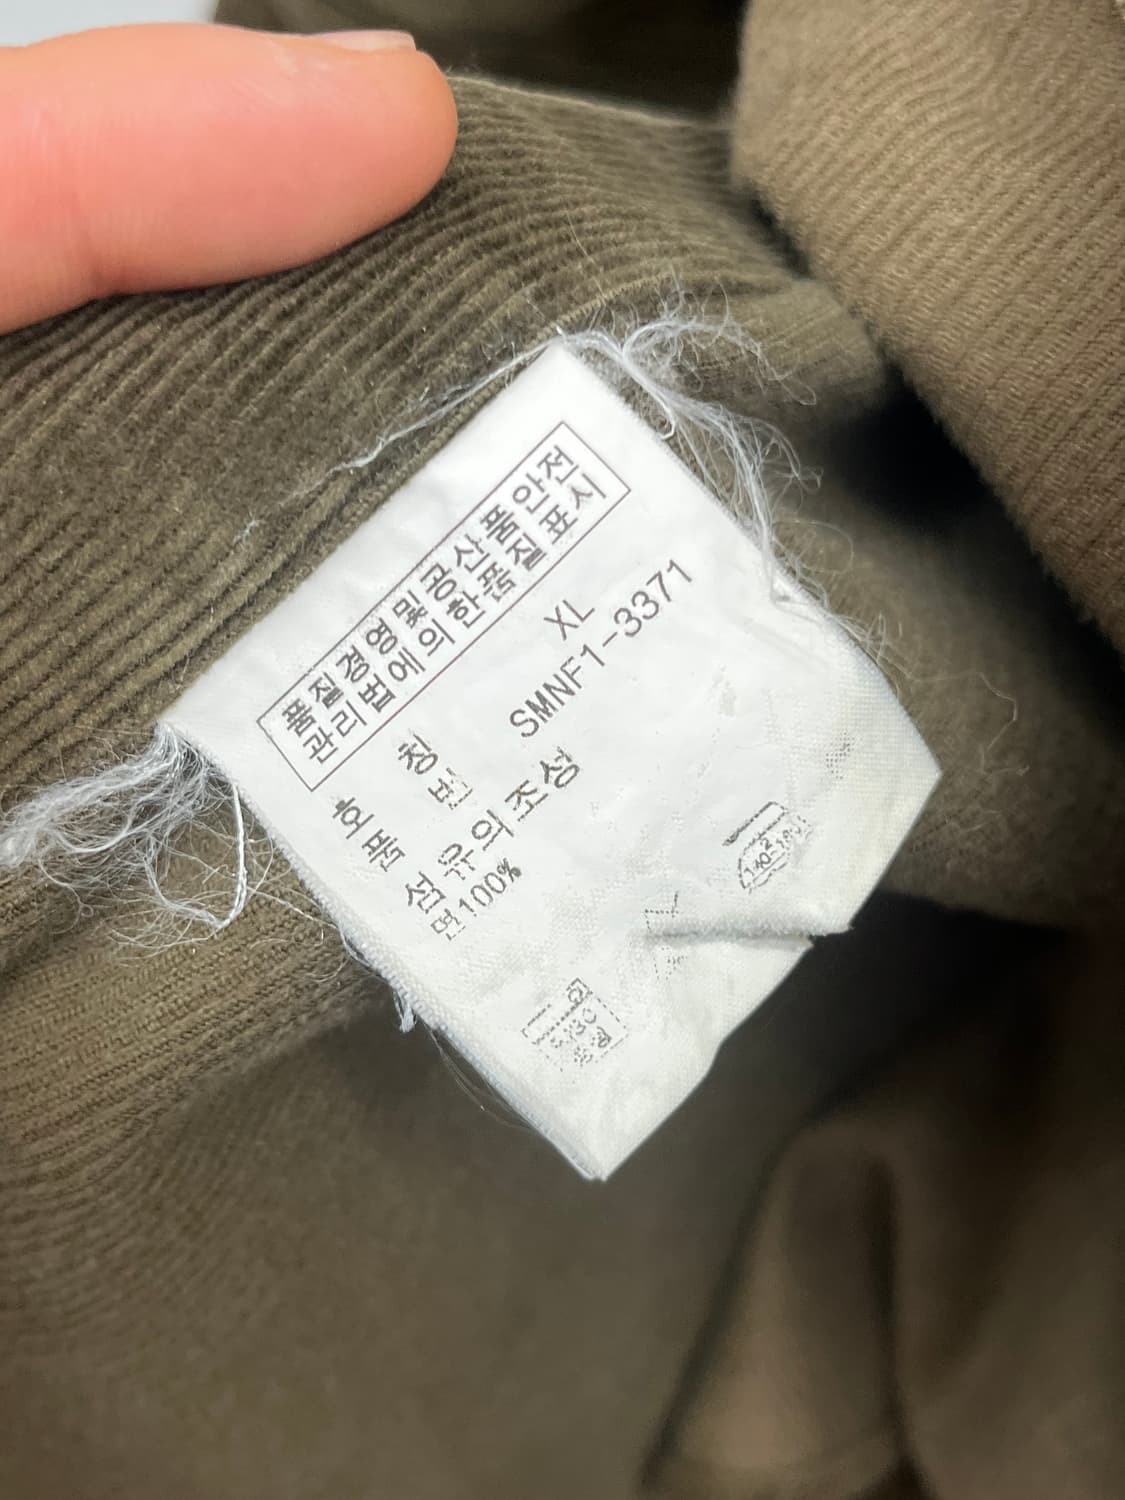 품질경영및공산품안전
관리법에의한품질표시
호 칭 XL
품 번 SMNF1-3371
섬유의조성
면100%